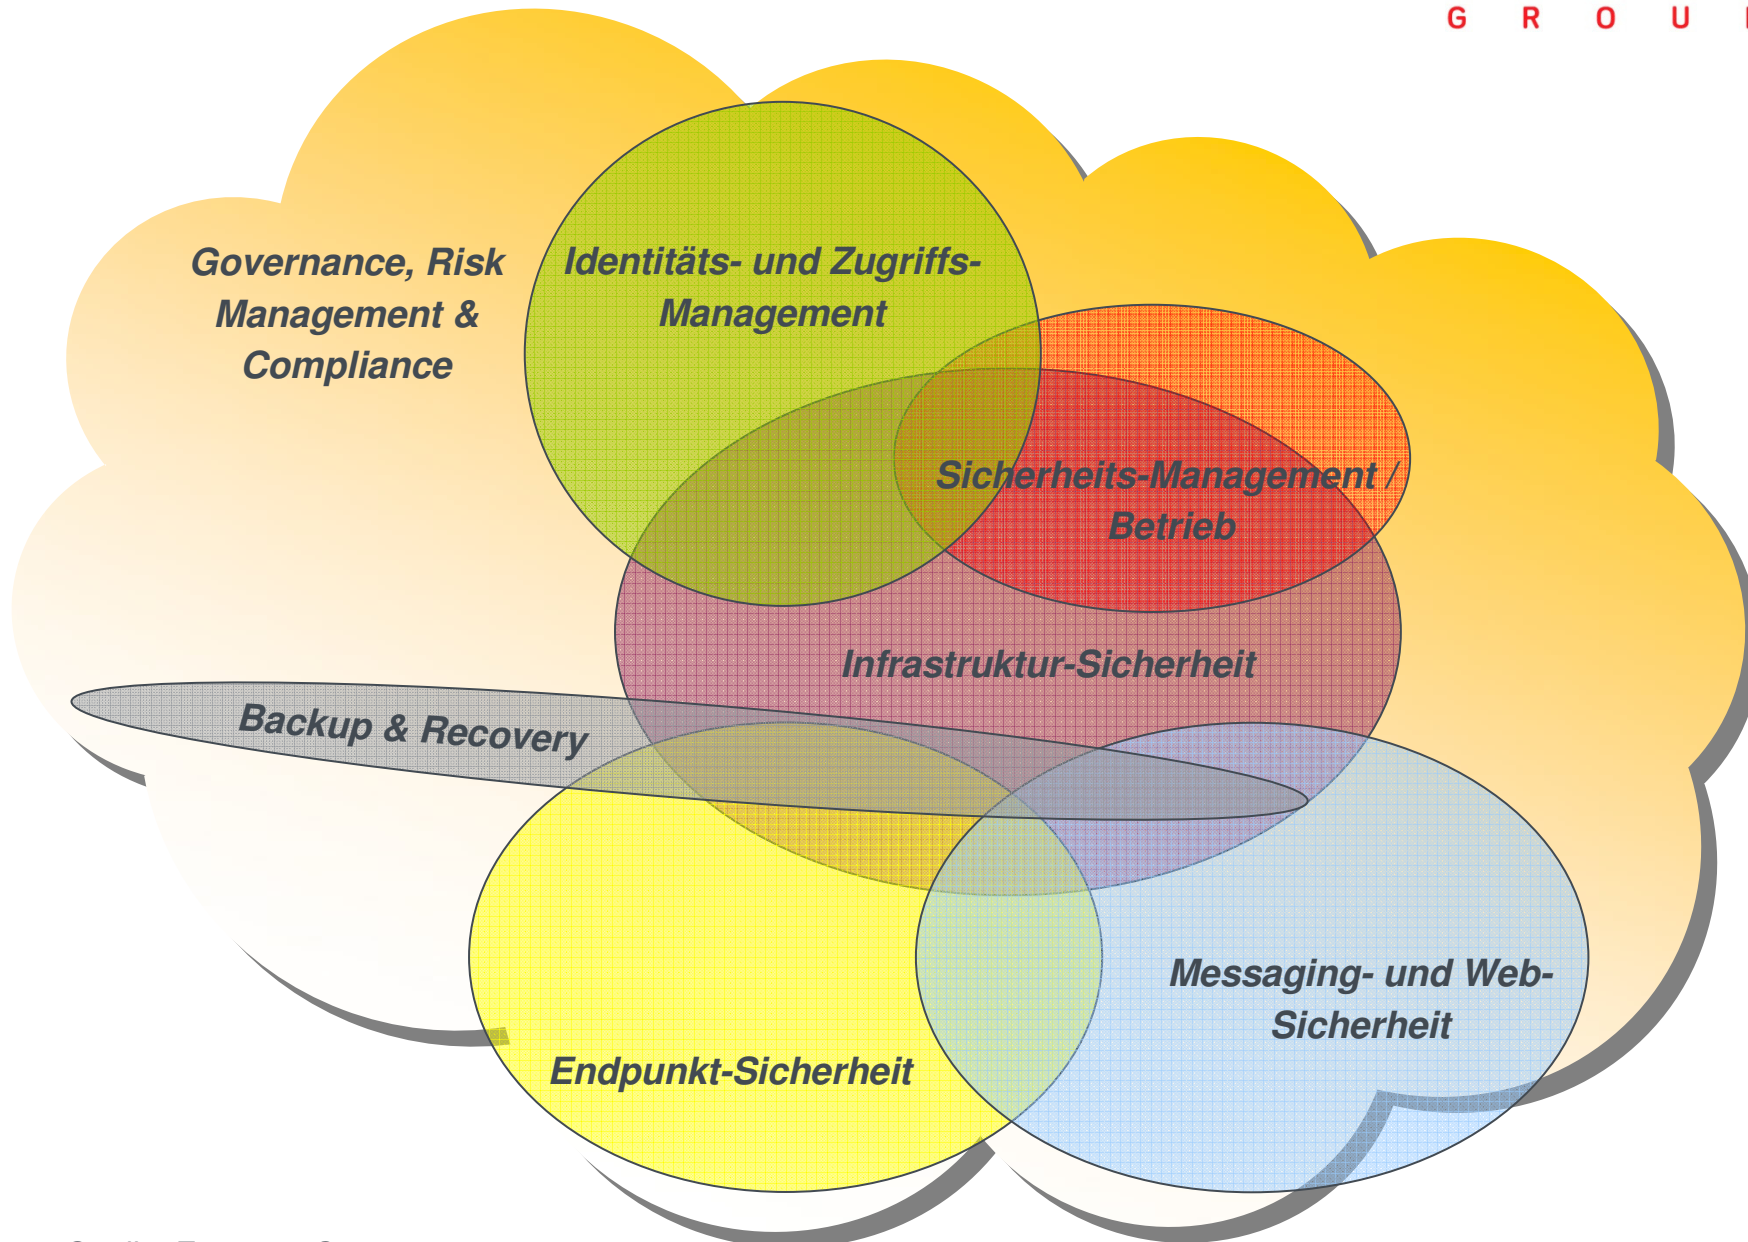 G R O U
Governance, Risk
Management &
Compliance
Identitäts- und Zugriffs-
Management
Sicherheits-Management /
Betrieb
Infrastruktur-Sicherheit
Backup & Recovery
Messaging- und Web-
Sicherheit
Endpunkt-Sicherheit